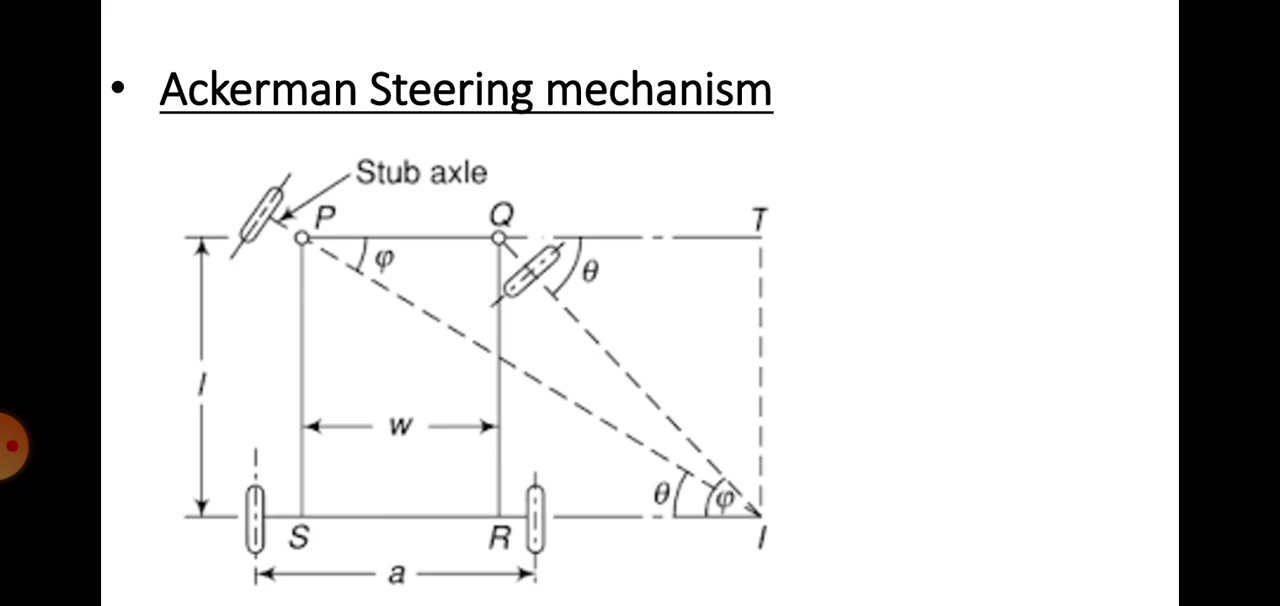 • Ackerman Steering mechanism
Stub axle
P
Q
T
φ
θ
l
w
θ
φ
S
R
I
a